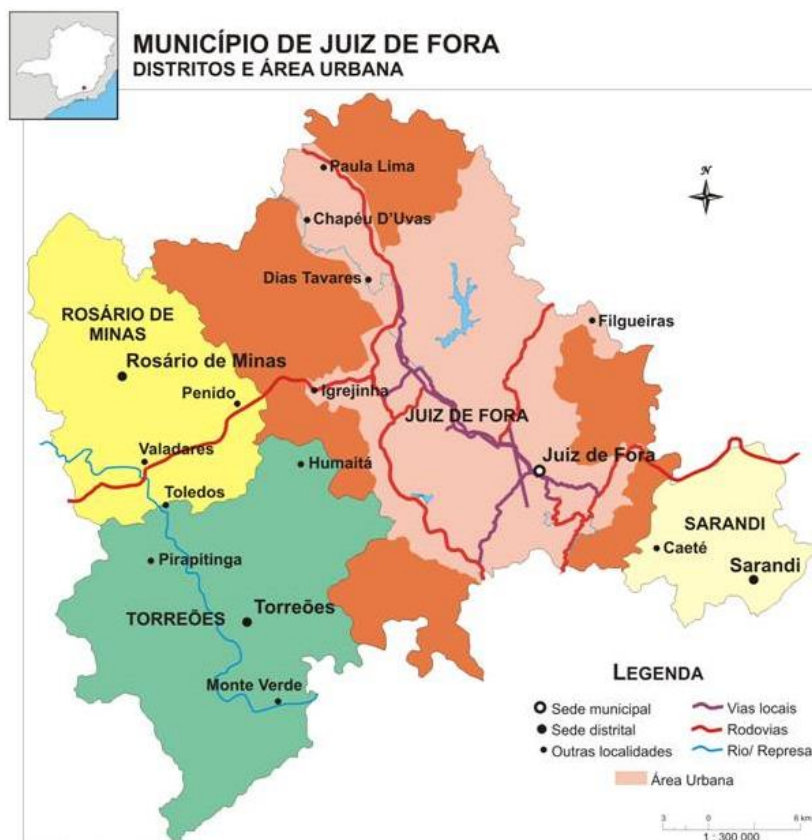 MUNICÍPIO DE JUIZ DE FORA
DISTRITOS E ÁREA URBANA
N
Paula Lima
Chapéu D'Uvas
Dias Tavares
Filgueiras
ROSÁRIO DE
MINAS
Rosário de Minas
Penido
Igrejinha
JUIZ DE FORA
Valadares
Humaitá
Juiz de Fora
Toledos
SARANDI
Caeté
Sarandi
Pirapitinga
TORREÕES
Torreões
Monte Verde
LEGENDA
Sede municipal
Vias locais
Sede distrital
Rodovias
Outras localidades
Rio/ Represa
Área Urbana
3 0 6 km
1 : 300 000